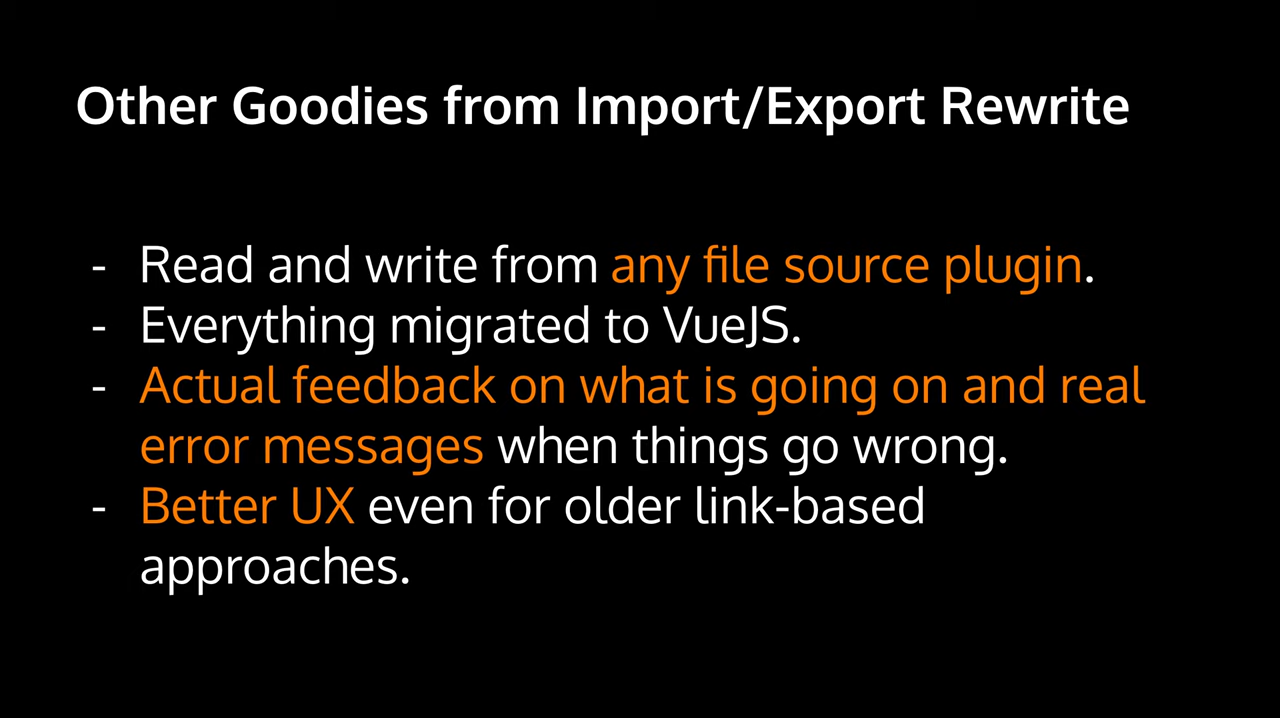 Other Goodies from Import/Export Rewrite
- Read and write from any file source plugin.
- Everything migrated to VueJS.
- Actual feedback on what is going on and real
error messages when things go wrong.
- Better UX even for older link-based
approaches.